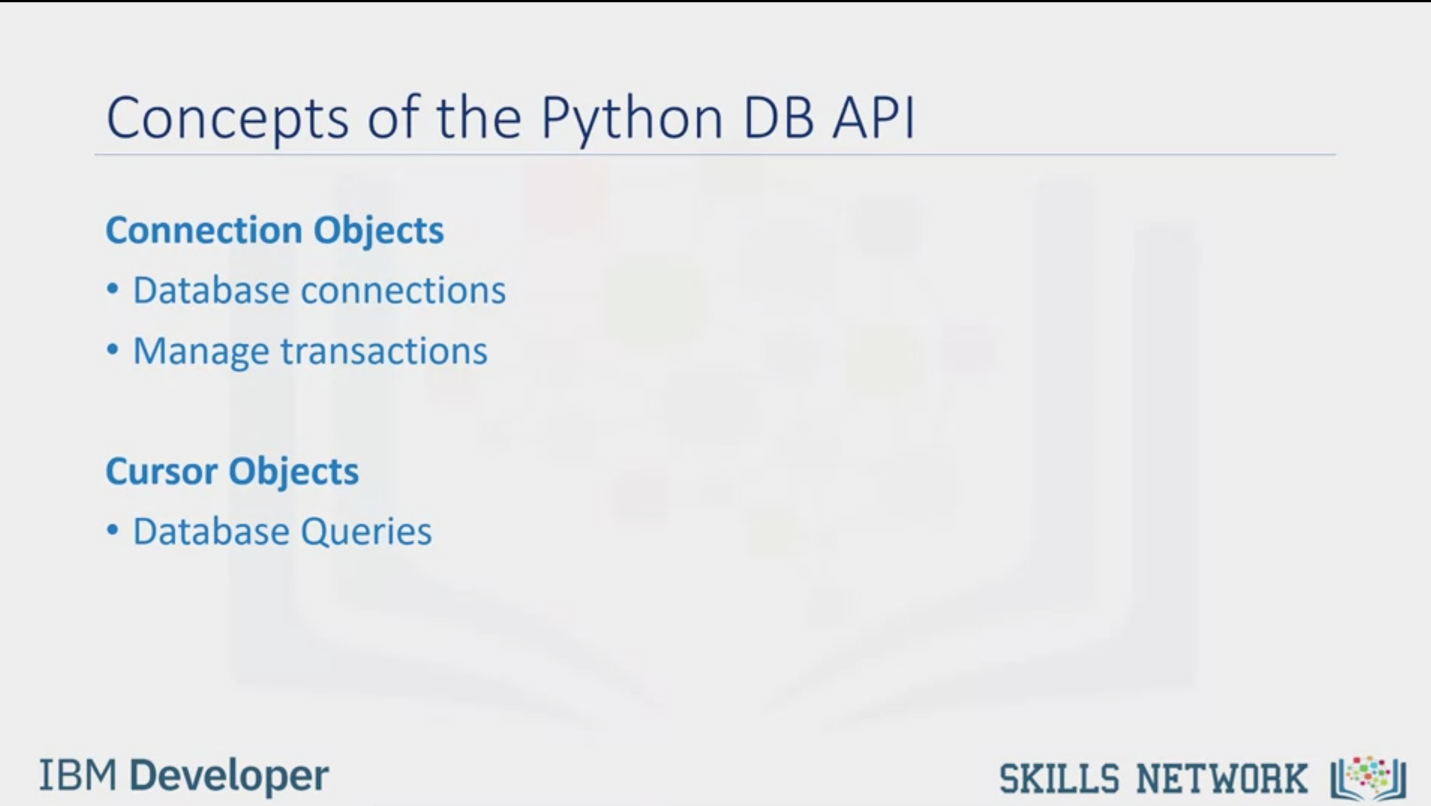 Concepts of the Python DB API
Connection Objects
• Database connections
• Manage transactions
Cursor Objects
• Database Queries
IBM Developer
SKILLS NETWORK